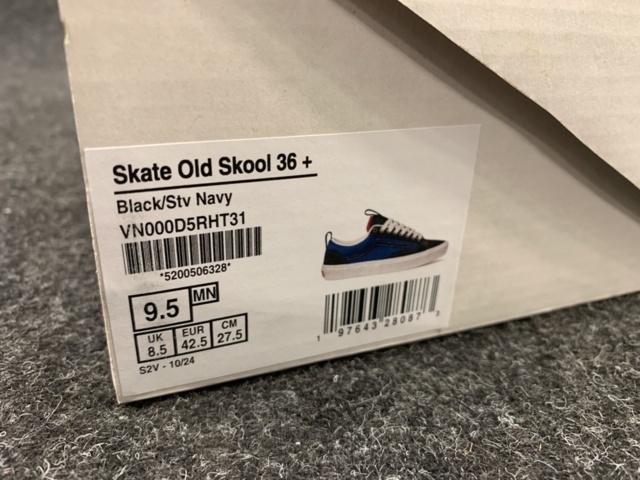 Skate Old Skool 36 +
Black/Stv Navy
VN000D5RHT31
*5200506328*
9.5 MN
UK EUR CM
8.5 42.5 27.5
S2V - 10/24
1 97643 28087